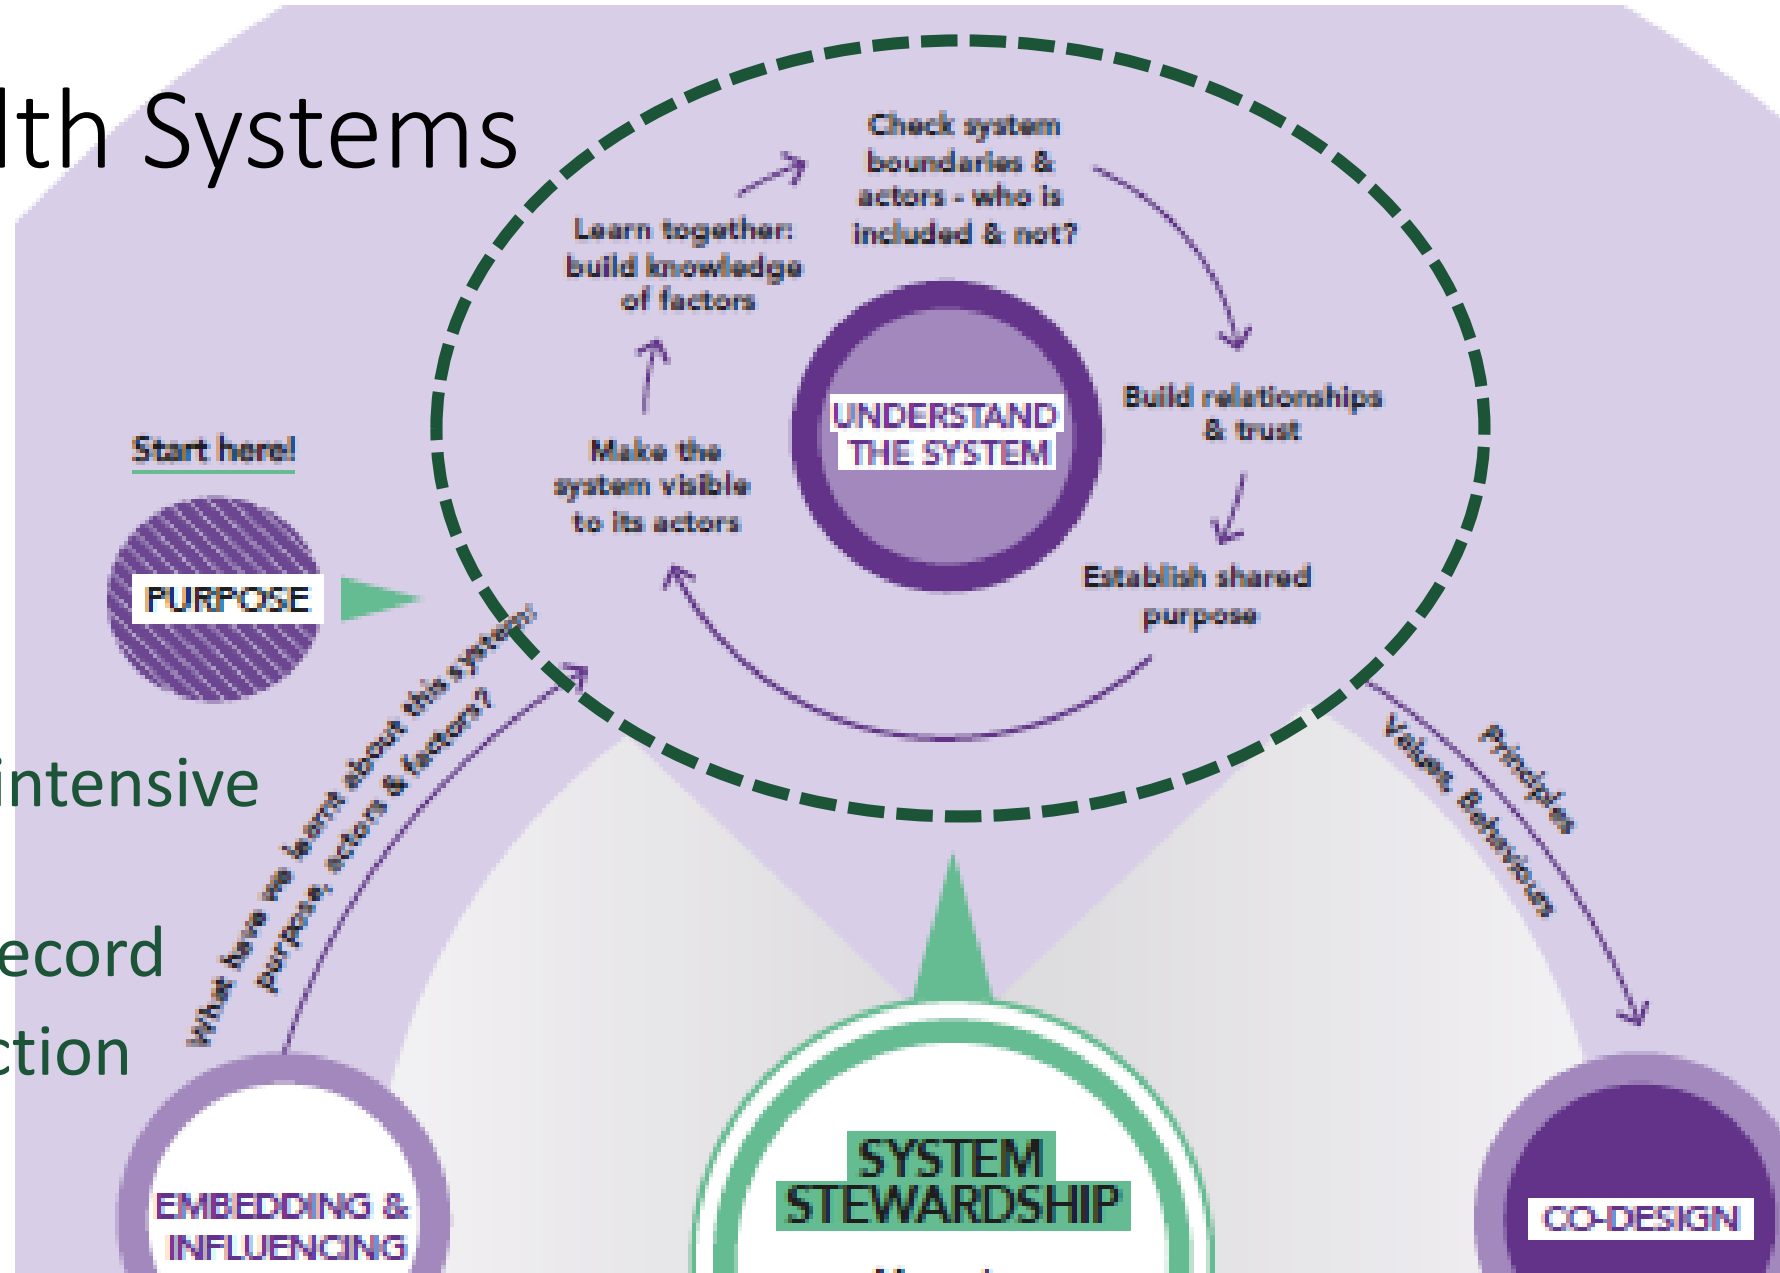 lth Systems
Check system
boundaries &
actors - who is
included & not?
Learn together:
build knowledge
of factors
Build relationships
& trust
UNDERSTAND
THE SYSTEM
Make the
system visible
to its actors
Establish shared
purpose
Start here!
PURPOSE
What have we learnt about this system:
purpose, actors & factors?
Principles
Values, Behaviours
intensive
ecord
ction
SYSTEM
STEWARDSHIP
EMBEDDING &
INFLUENCING
CO-DESIGN